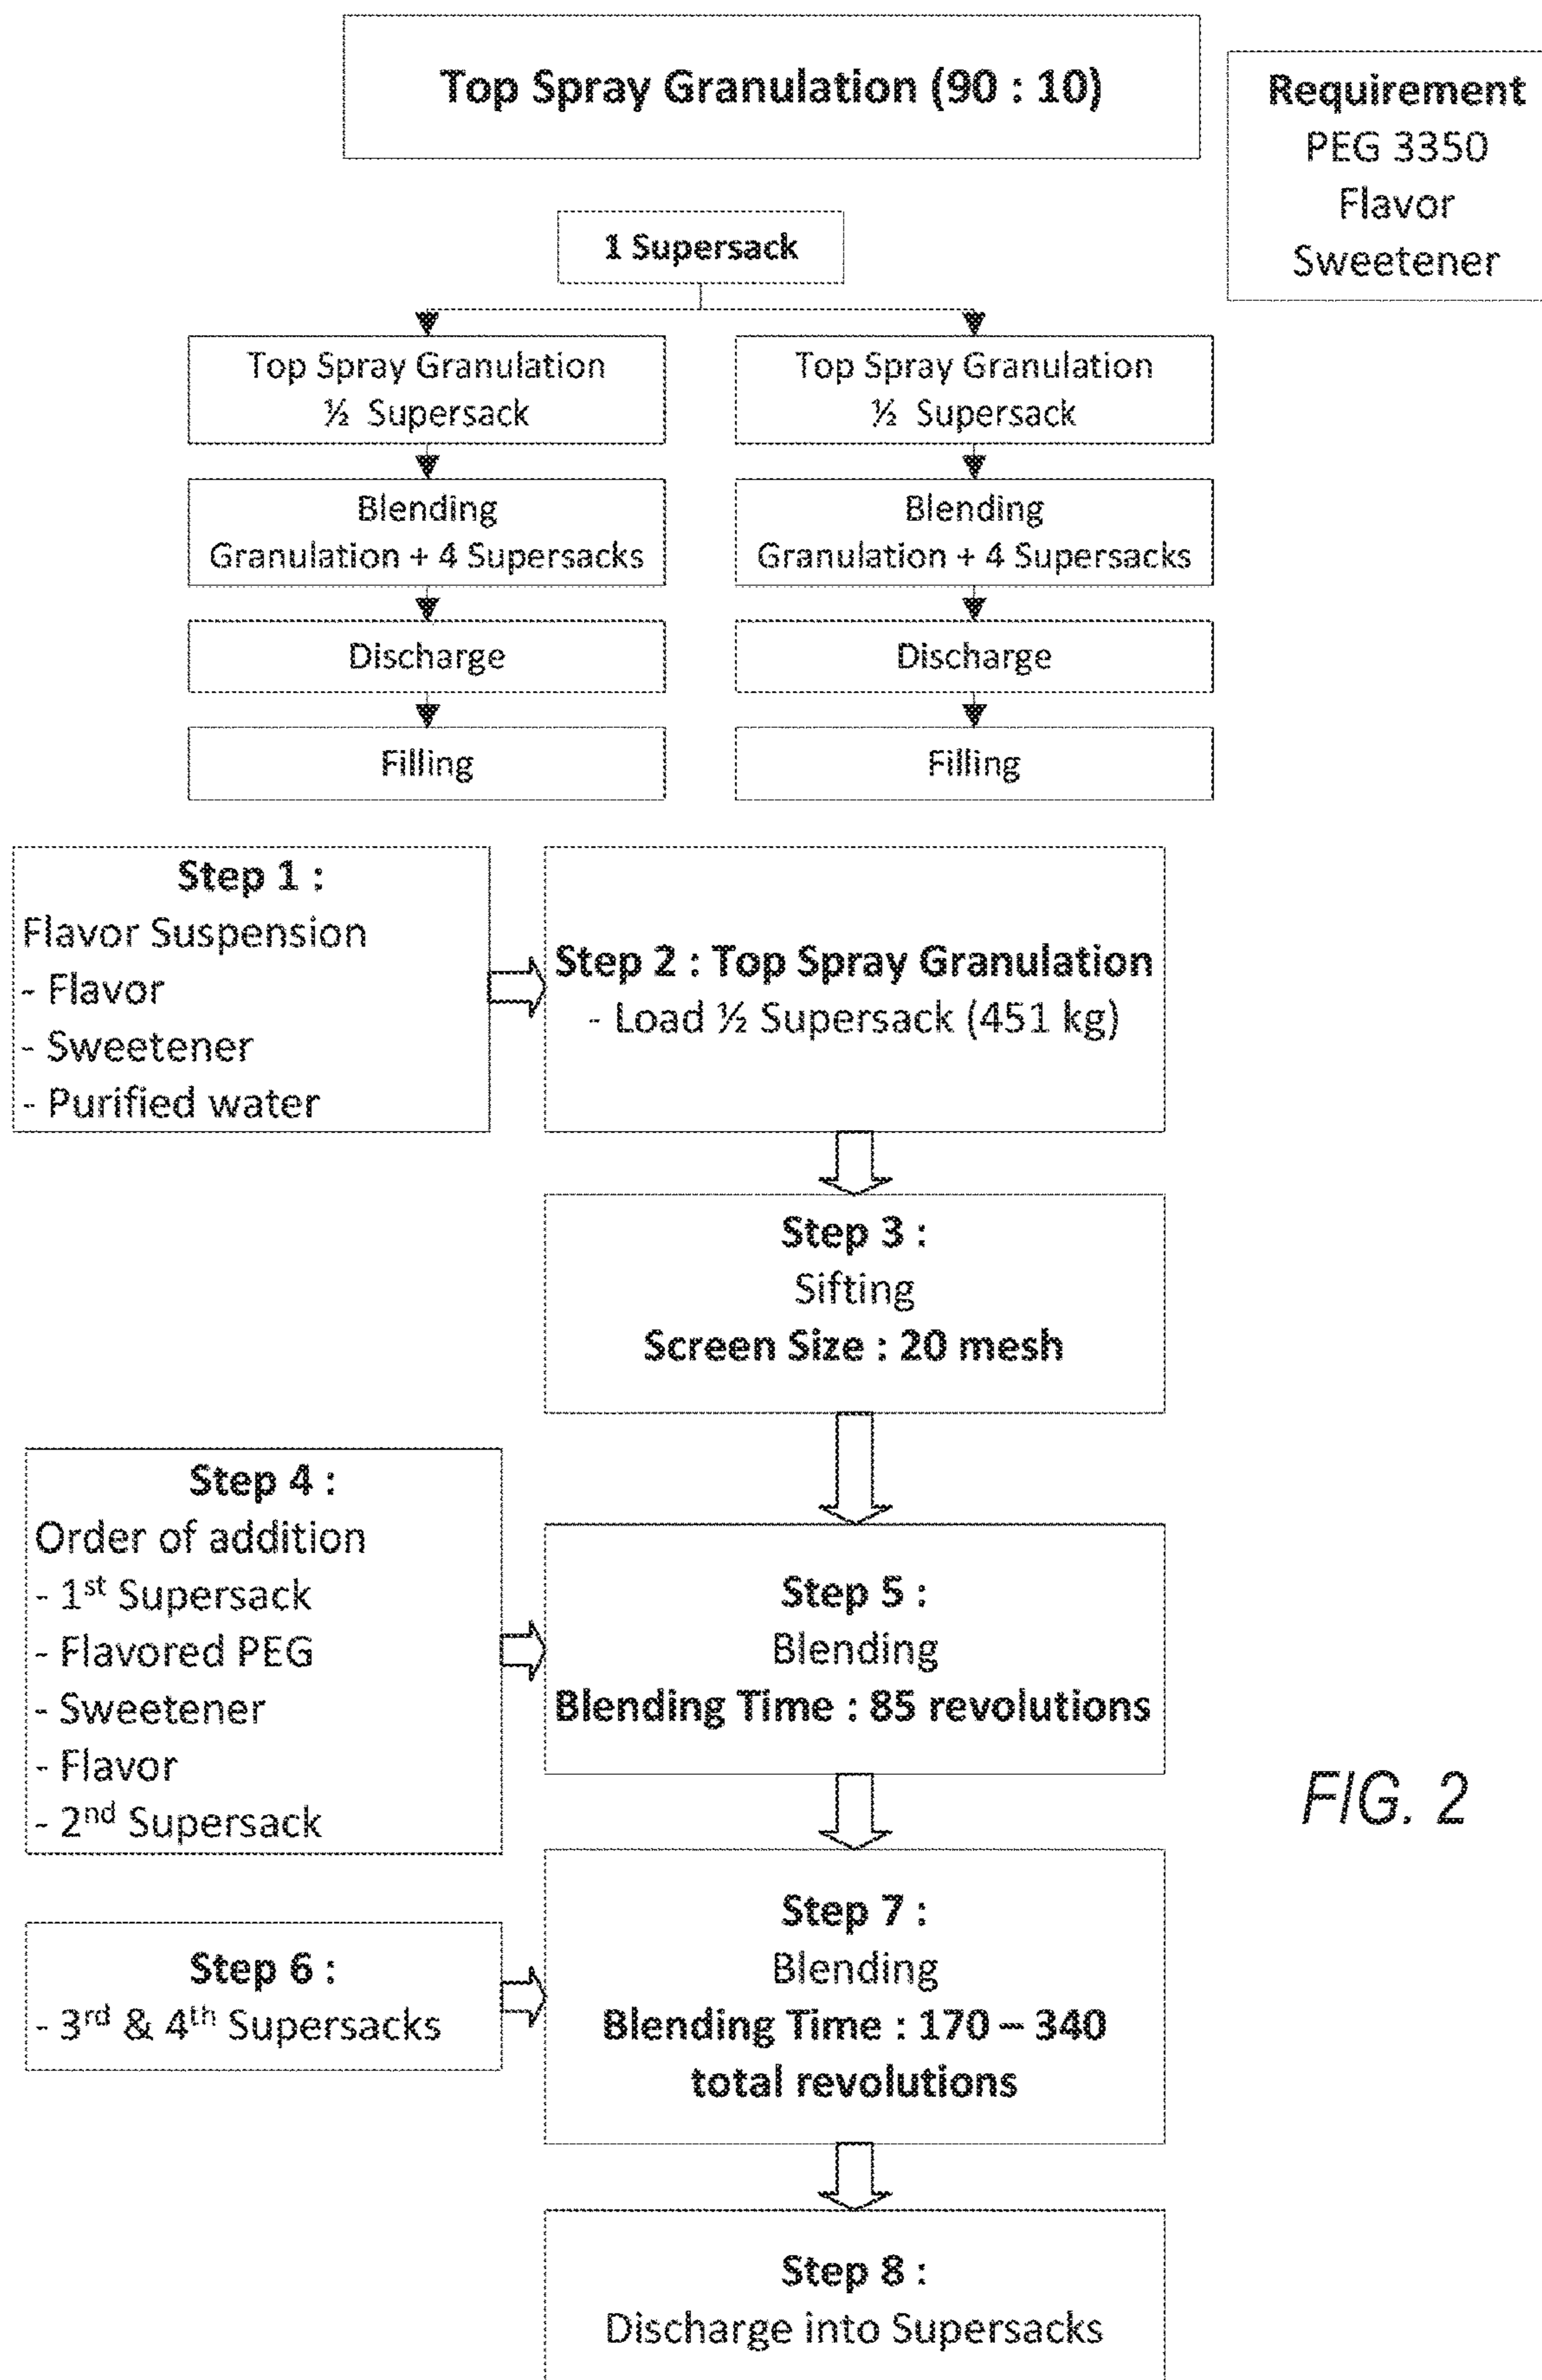 Top Spray Granulation (90 : 10)
Requirement
PEG 3350
Flavor
Sweetener
1 Supersack
Top Spray Granulation
½ Supersack
Top Spray Granulation
½ Supersack
Blending
Granulation + 4 Supersacks
Blending
Granulation + 4 Supersacks
Discharge
Discharge
Filling
Filling
Step 1 :
Flavor Suspension
- Flavor
- Sweetener
- Purified water
Step 2 : Top Spray Granulation
- Load ½ Supersack (451 kg)
Step 3 :
Sifting
Screen Size : 20 mesh
Step 4 :
Order of addition
- 1st Supersack
- Flavored PEG
- Sweetener
- Flavor
- 2nd Supersack
Step 5 :
Blending
Blending Time : 85 revolutions
FIG. 2
Step 6 :
- 3rd & 4th Supersacks
Step 7 :
Blending
Blending Time : 170 – 340
total revolutions
Step 8 :
Discharge into Supersacks